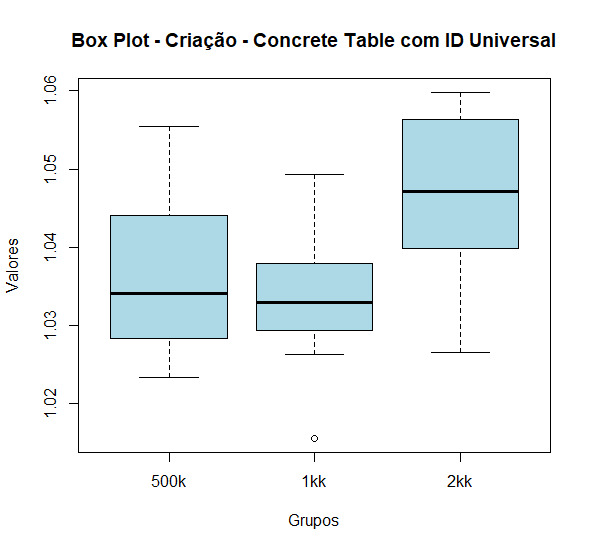 Box Plot - Criação - Concrete Table com ID Universal
1.06
1.05
1.04
1.03
1.02
Valores
500k
1kk
2kk
Grupos